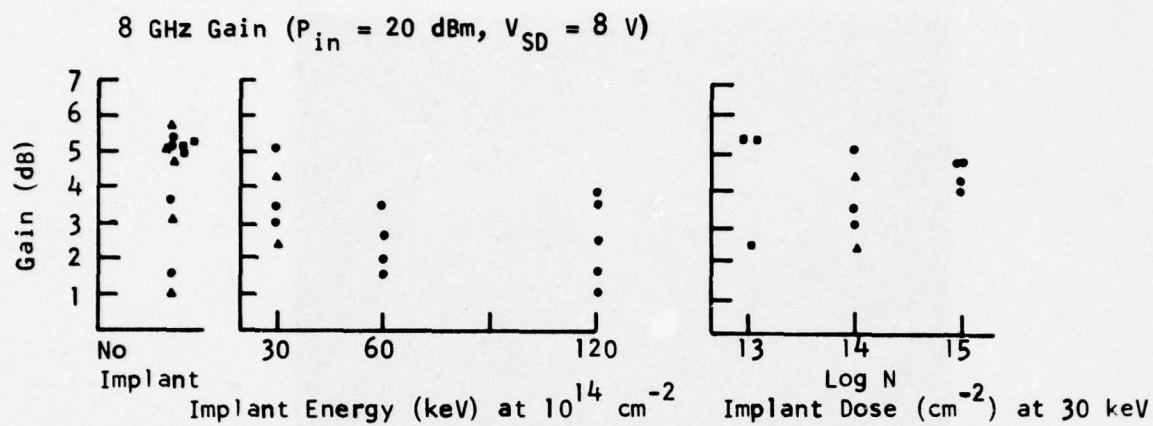 8 GHz Gain (P_in = 20 dBm, V_SD = 8 V)
Gain (dB)
7
6
5
4
3
2
1
No
Implant
30 60 120
Implant Energy (keV) at 10^14 cm^-2
13 14 15
Log N
Implant Dose (cm^-2) at 30 keV